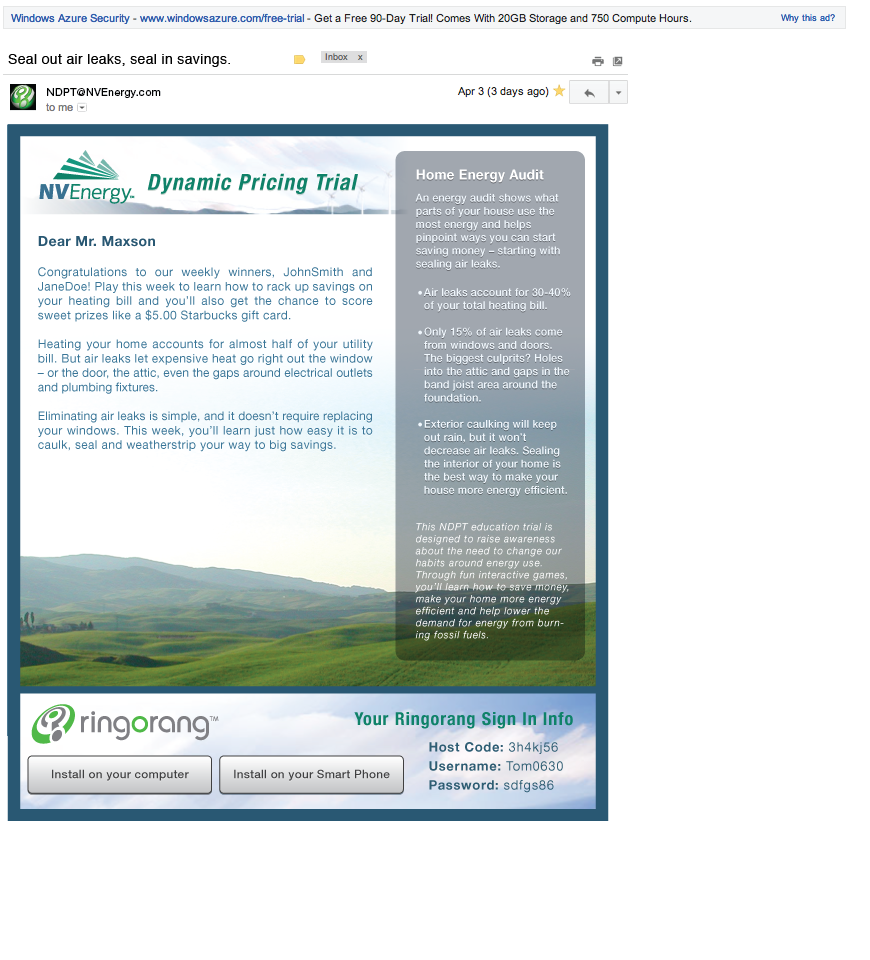 Windows Azure Security - www.windowsazure.com/free-trial - Get a Free 90-Day Trial! Comes With 20GB Storage and 750 Compute Hours.
Why this ad?
Seal out air leaks, seal in savings.
Inbox x
NDPT@NVEnergy.com
Apr 3 (3 days ago)
to me
NVEnergy™
Dynamic Pricing Trial
Dear Mr. Maxson
Congratulations to our weekly winners, JohnSmith and
JaneDoe! Play this week to learn how to rack up savings on
your heating bill and you'll also get the chance to score
sweet prizes like a $5.00 Starbucks gift card.
Heating your home accounts for almost half of your utility
bill. But air leaks let expensive heat go right out the window
– or the door, the attic, even the gaps around electrical outlets
and plumbing fixtures.
Eliminating air leaks is simple, and it doesn't require replacing
your windows. This week, you'll learn just how easy it is to
caulk, seal and weatherstrip your way to big savings.
Home Energy Audit
An energy audit shows what
parts of your house use the
most energy and helps
pinpoint ways you can start
saving money – starting with
sealing air leaks.
•Air leaks account for 30-40%
of your total heating bill.
•Only 15% of air leaks come
from windows and doors.
The biggest culprits? Holes
into the attic and gaps in the
band joist area around the
foundation.
•Exterior caulking will keep
out rain, but it won't
decrease air leaks. Sealing
the interior of your home is
the best way to make your
house more energy efficient.
This NDPT education trial is
designed to raise awareness
about the need to change our
habits around energy use.
Through fun interactive games,
you'll learn how to save money,
make your home more energy
efficient and help lower the
demand for energy from burn-
ing fossil fuels.
ringorang™
Install on your computer
Install on your Smart Phone
Your Ringorang Sign In Info
Host Code: 3h4kj56
Username: Tom0630
Password: sdfgs86